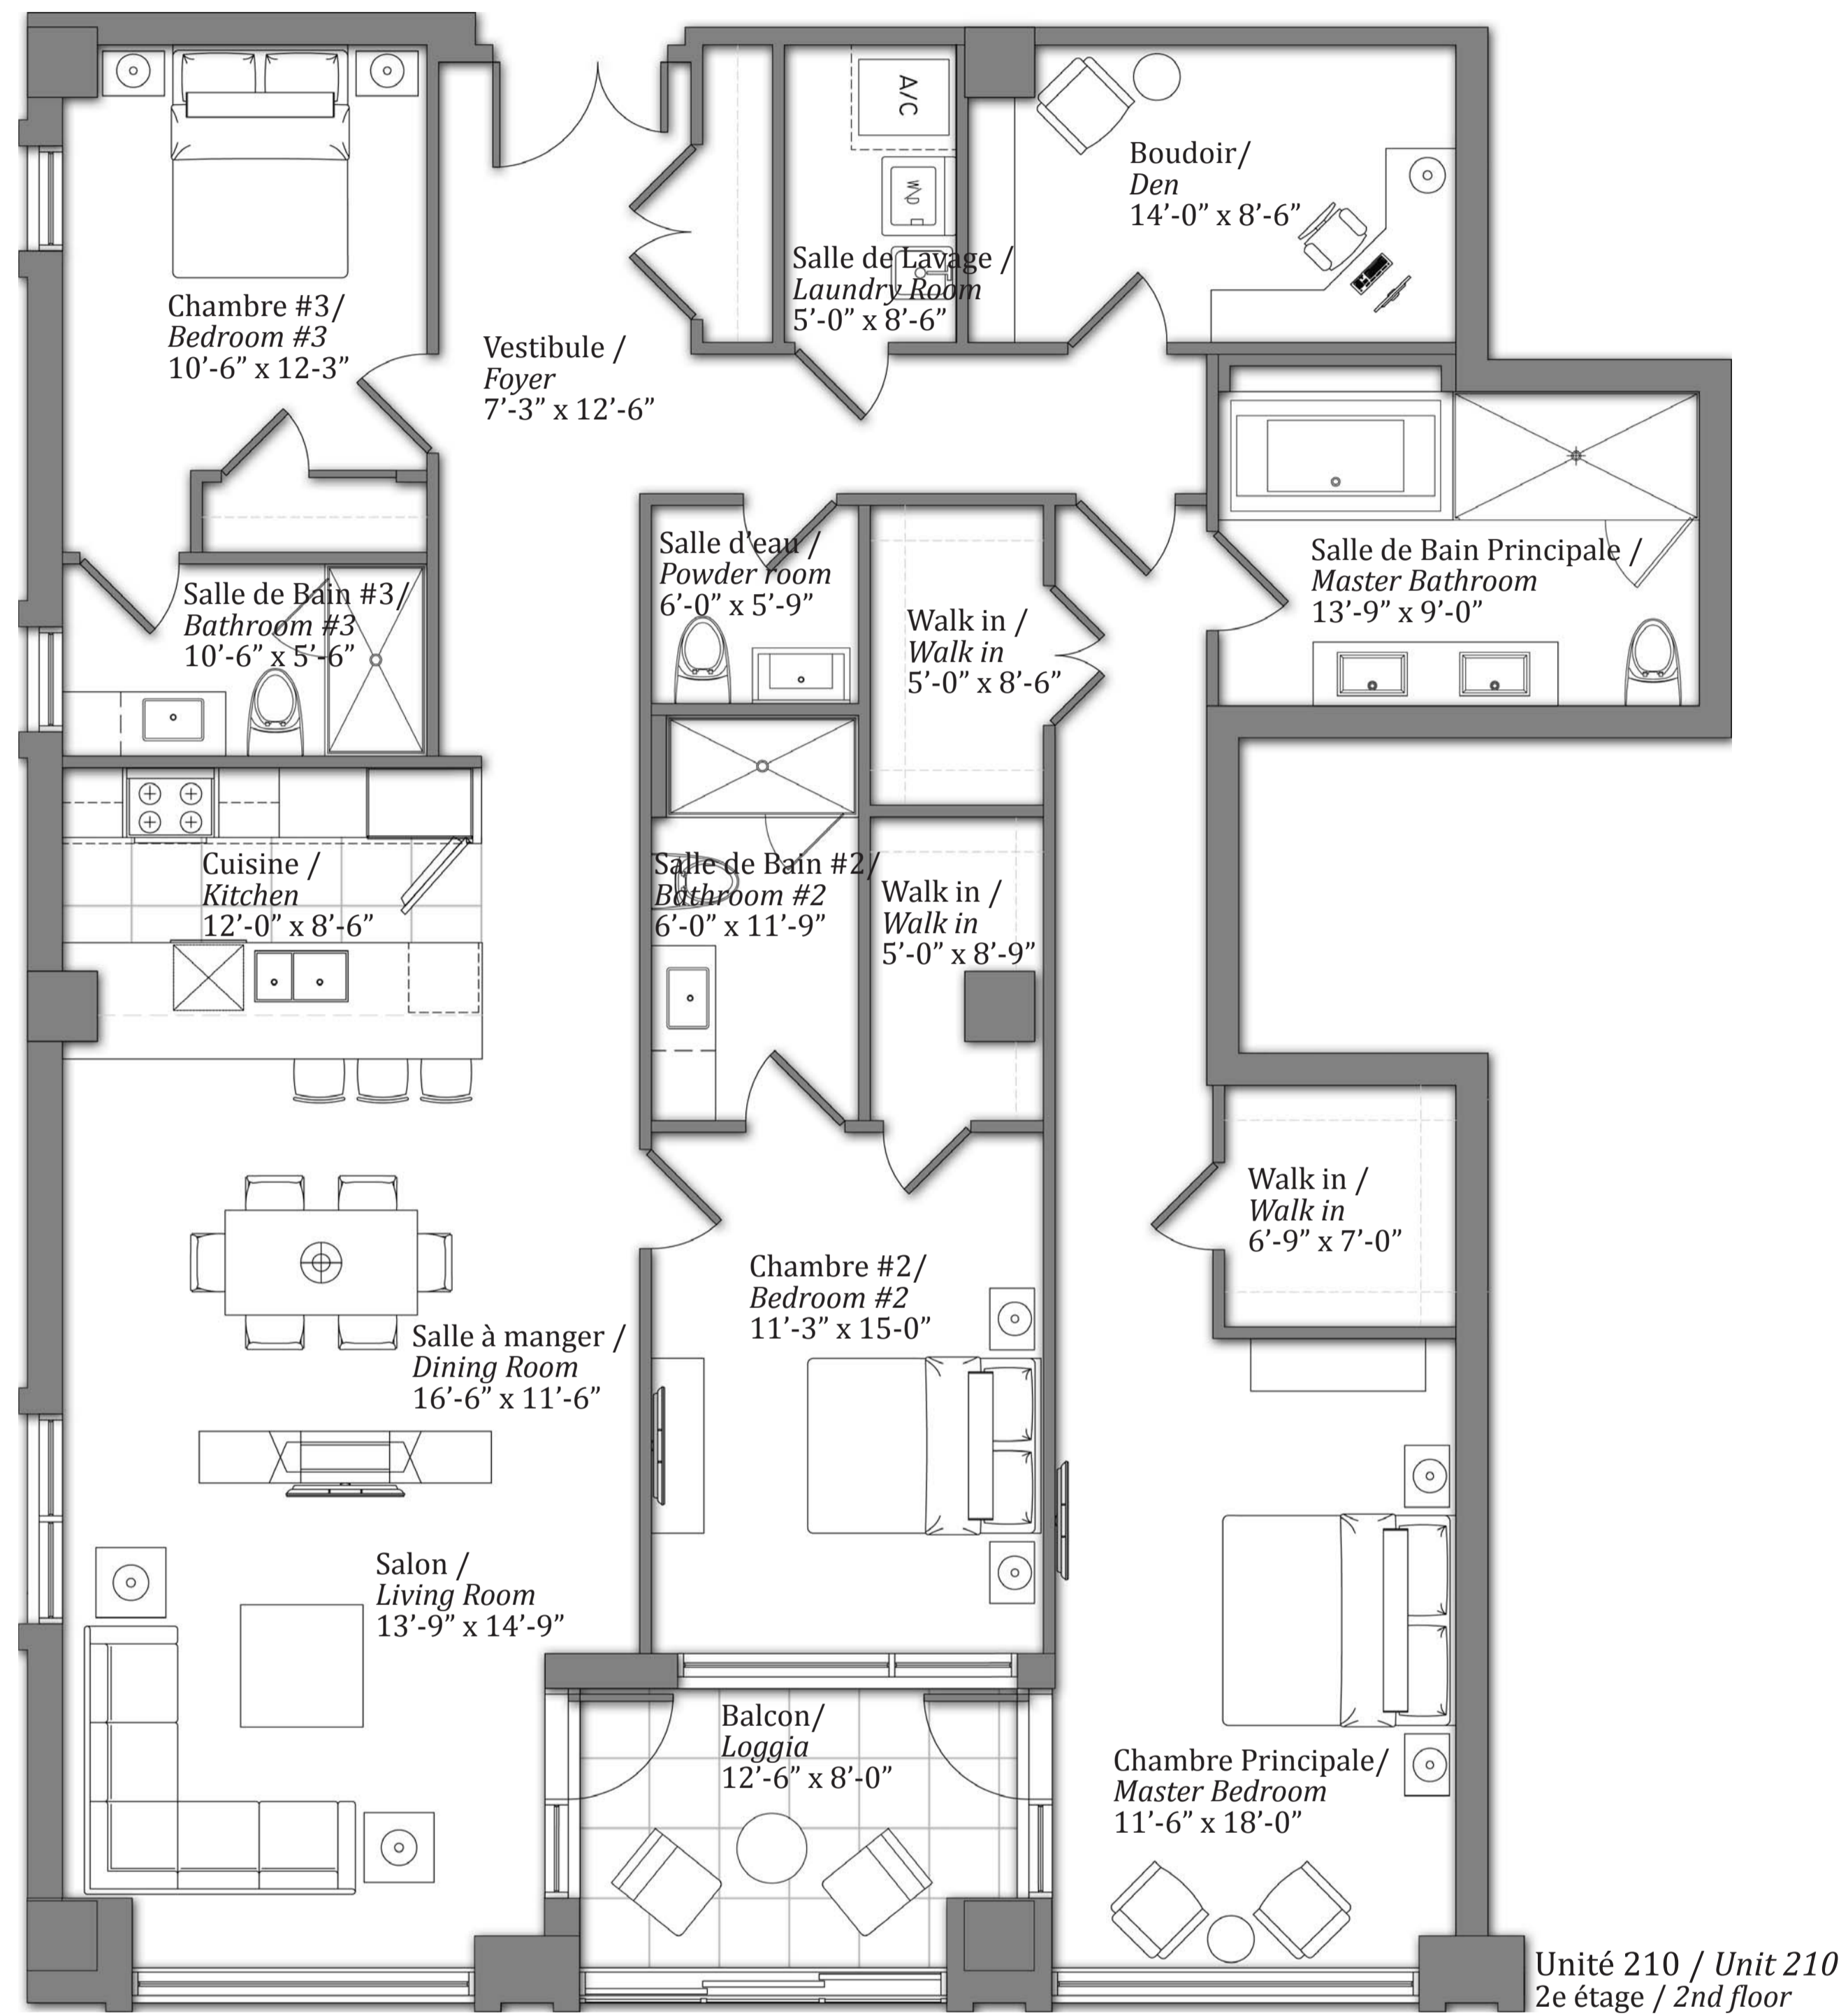 A/C
W/D
Boudoir/
Den
14’-0” x 8’-6”
Salle de Lavage /
Laundry Room
5’-0” x 8’-6”
Chambre #3/
Bedroom #3
10’-6” x 12-3”
Vestibule /
Foyer
7’-3” x 12’-6”
Salle d’eau /
Powder room
6’-0” x 5’-9”
Salle de Bain Principale /
Master Bathroom
13’-9” x 9’-0”
Salle de Bain #3/
Bathroom #3
10’-6” x 5’-6”
Walk in /
Walk in
5’-0” x 8’-6”
Cuisine /
Kitchen
12’-0” x 8’-6”
Salle de Bain #2/
Bathroom #2
6’-0” x 11’-9”
Walk in /
Walk in
5’-0” x 8’-9”
Walk in /
Walk in
6’-9” x 7’-0”
Chambre #2/
Bedroom #2
11’-3” x 15-0”
Salle à manger /
Dining Room
16’-6” x 11’-6”
Salon /
Living Room
13’-9” x 14’-9”
Balcon/
Loggia
12’-6” x 8’-0”
Chambre Principale/
Master Bedroom
11’-6” x 18’-0”
Unité 210 / Unit 210
2e étage / 2nd floor